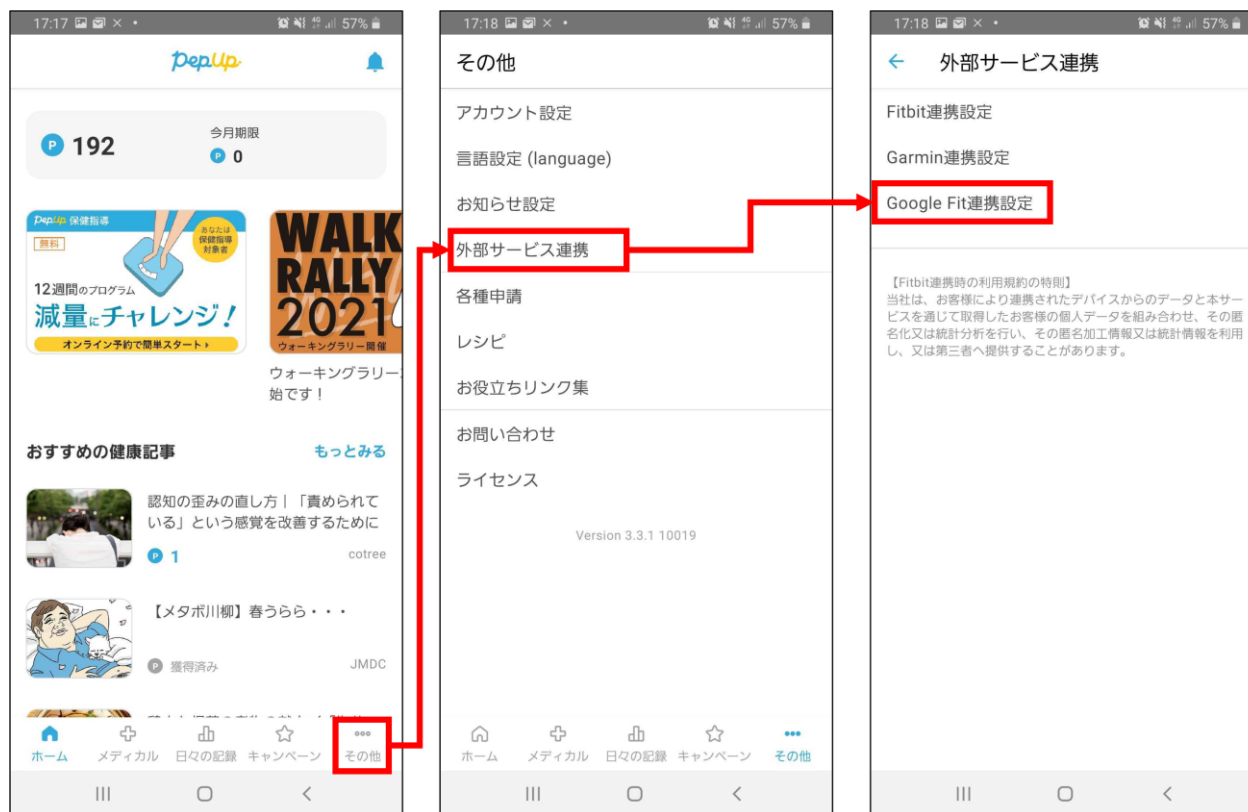 17:17
57%
PepUp
P 192
今月期限
P 0
PepUp 保健指導
無料
あなたは
保健指導
対象者
12週間のプログラム
減量にチャレンジ!
オンライン予約で簡単スタート
WALK
RALLY
2021
ウォーキングラリー開催
ウォーキングラリー
始です!
おすすめの健康記事
もっとみる
認知の歪みの直し方|「責められて
いる」という感覚を改善するために
P 1
cotree
【メタボ川柳】春うらら・・・
P 獲得済み
JMDC
ホーム
メディカル
日々の記録
キャンペーン
その他
17:18
57%
その他
アカウント設定
言語設定 (language)
お知らせ設定
外部サービス連携
各種申請
レシピ
お役立ちリンク集
お問い合わせ
ライセンス
Version 3.3.1 10019
ホーム
メディカル
日々の記録
キャンペーン
その他
17:18
57%
外部サービス連携
Fitbit連携設定
Garmin連携設定
Google Fit連携設定
【Fitbit連携時の利用規約の特則】
当社は、お客様により連携されたデバイスからのデータと本サー
ビスを通じて取得したお客様の個人データを組み合わせ、その匿
名化又は統計分析を行い、その匿名加工情報又は統計情報を利用
し、又は第三者へ提供することがあります。